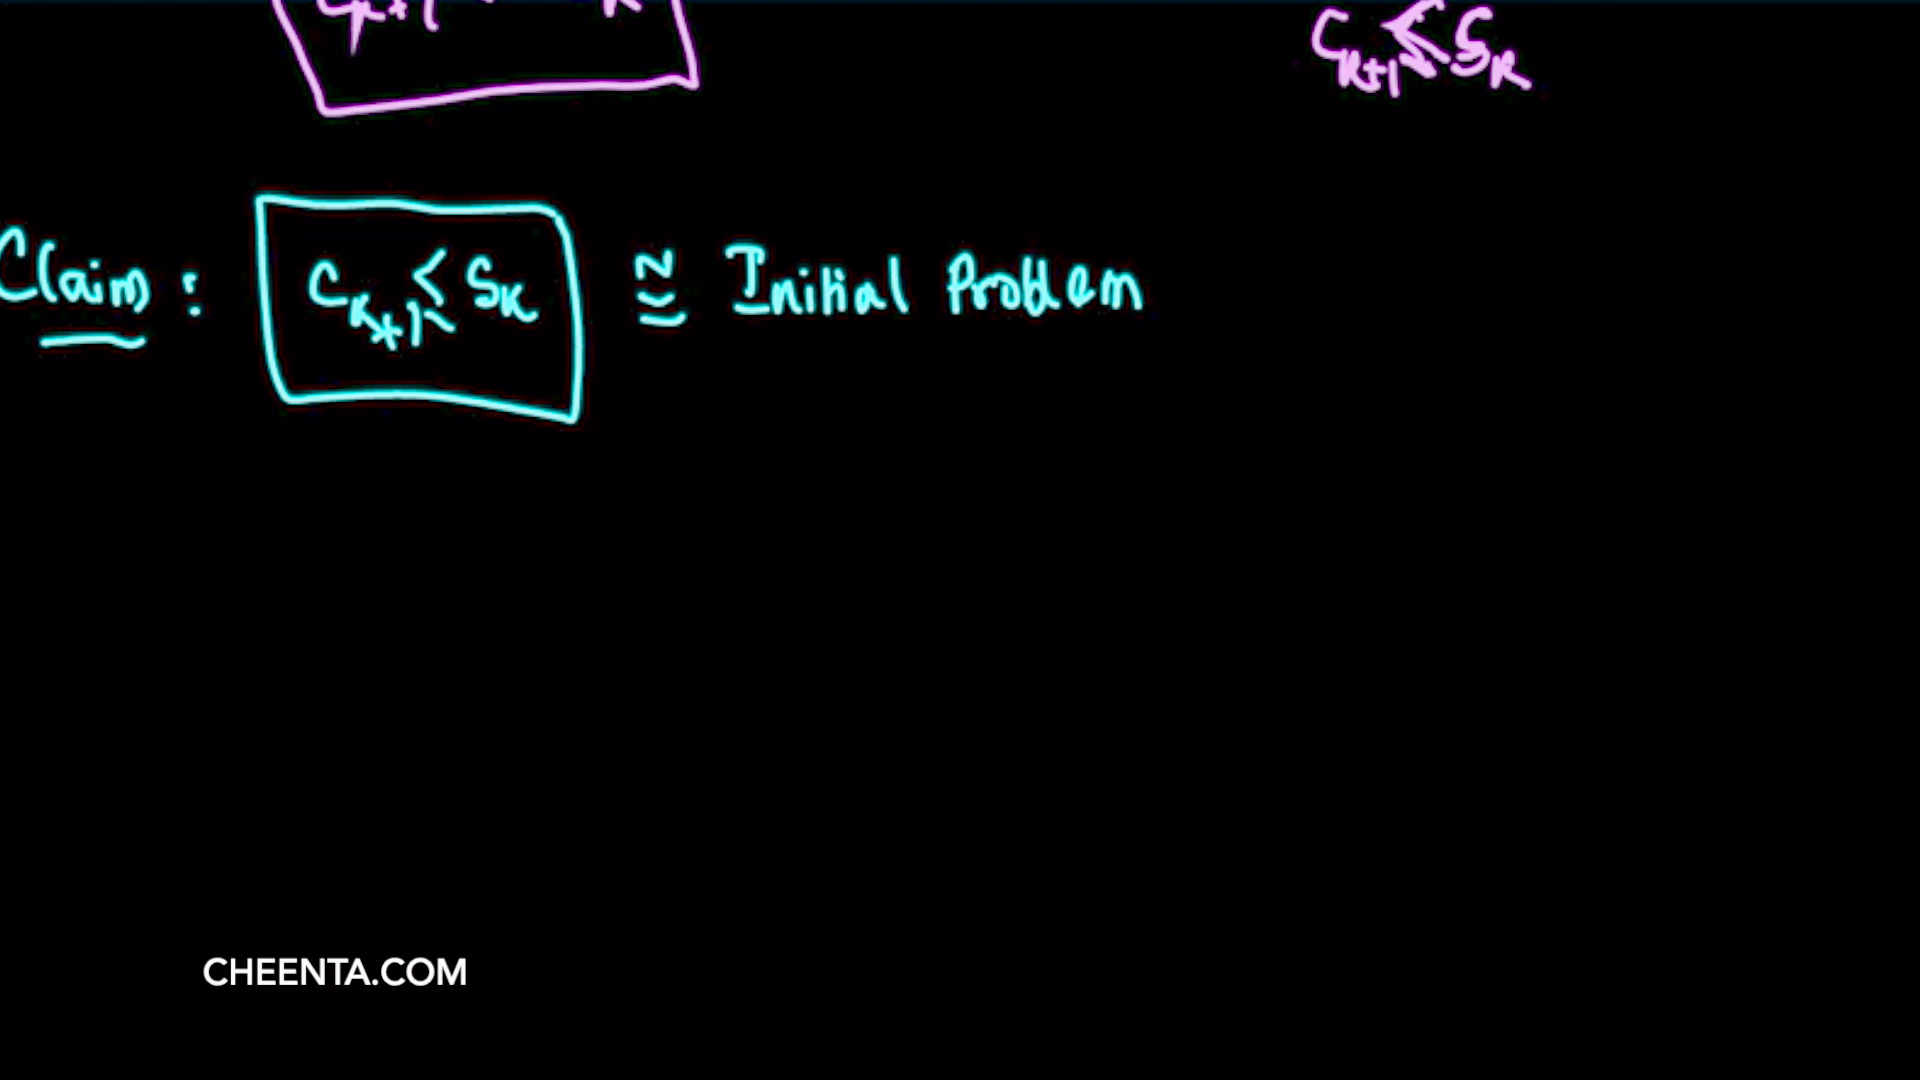 C_{k+1} ≤ S_k
Claim : C_{k+1} ≤ S_k ≅ Initial Problem
CHEENTA.COM